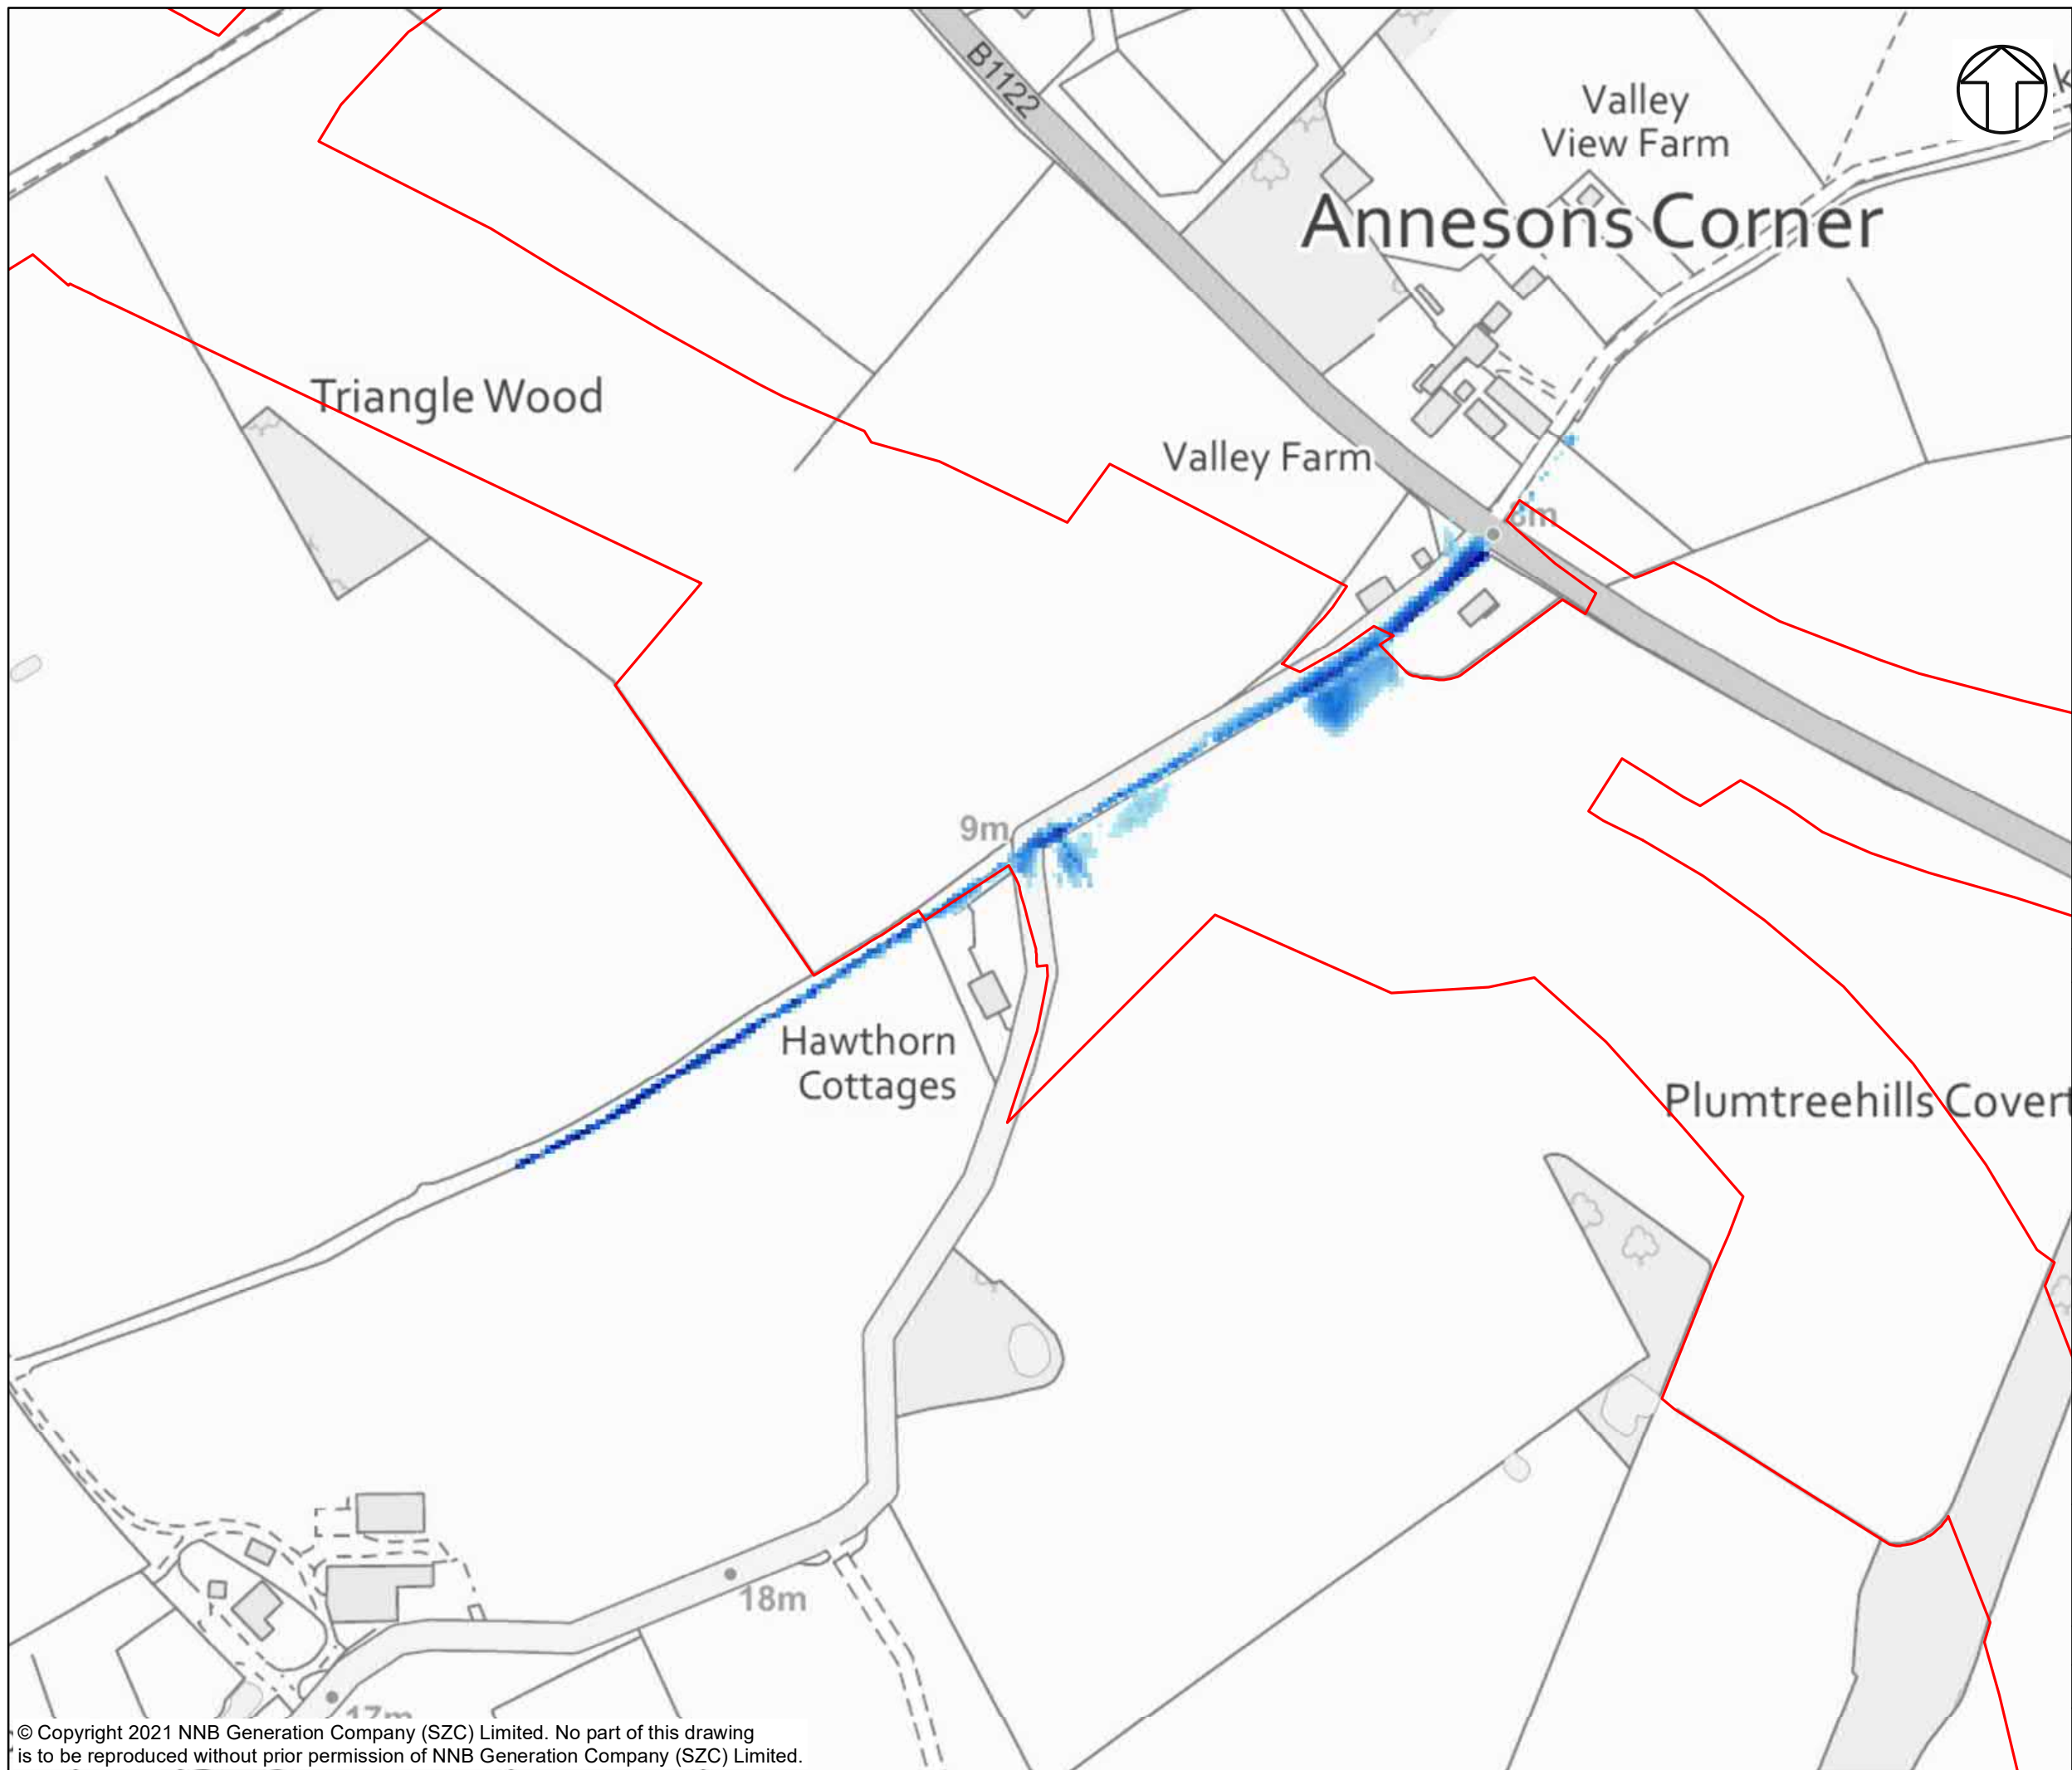 B1122
Valley
View Farm
Annesons Corner
Triangle Wood
Valley Farm
8m
9m
Hawthorn
Cottages
Plumtreehills Covert
18m
17m
© Copyright 2021 NNB Generation Company (SZC) Limited. No part of this drawing
is to be reproduced without prior permission of NNB Generation Company (SZC) Limited.